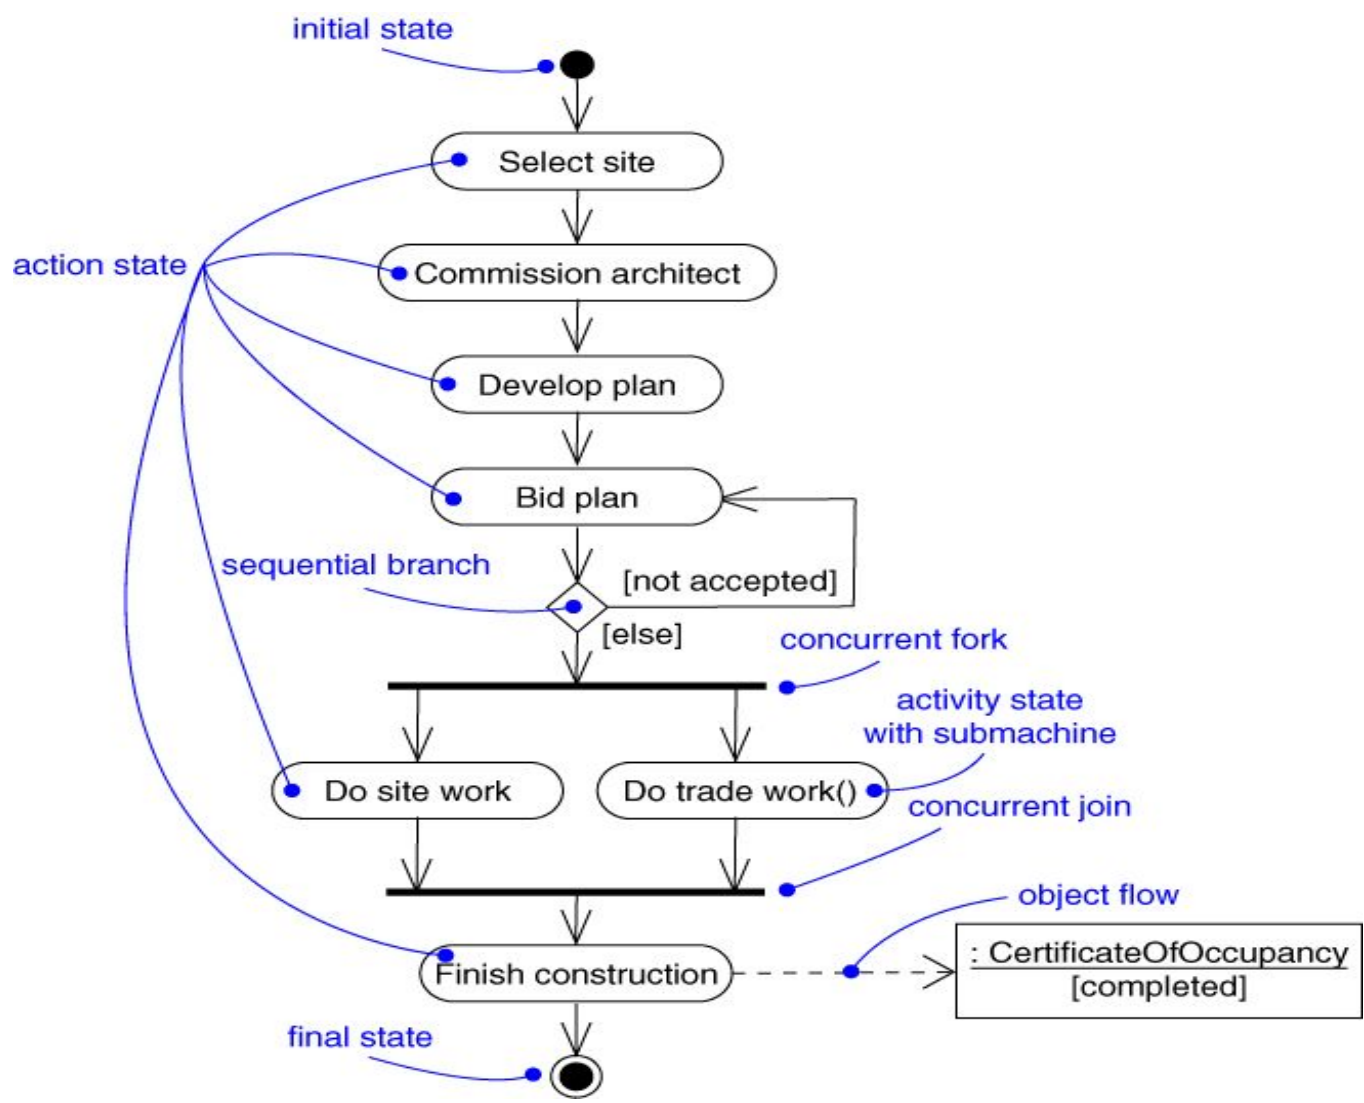 initial state
Select site
action state
Commission architect
Develop plan
Bid plan
sequential branch
[not accepted]
[else]
concurrent fork
activity state
with submachine
Do site work
Do trade work()
concurrent join
object flow
: CertificateOfOccupancy
[completed]
Finish construction
final state